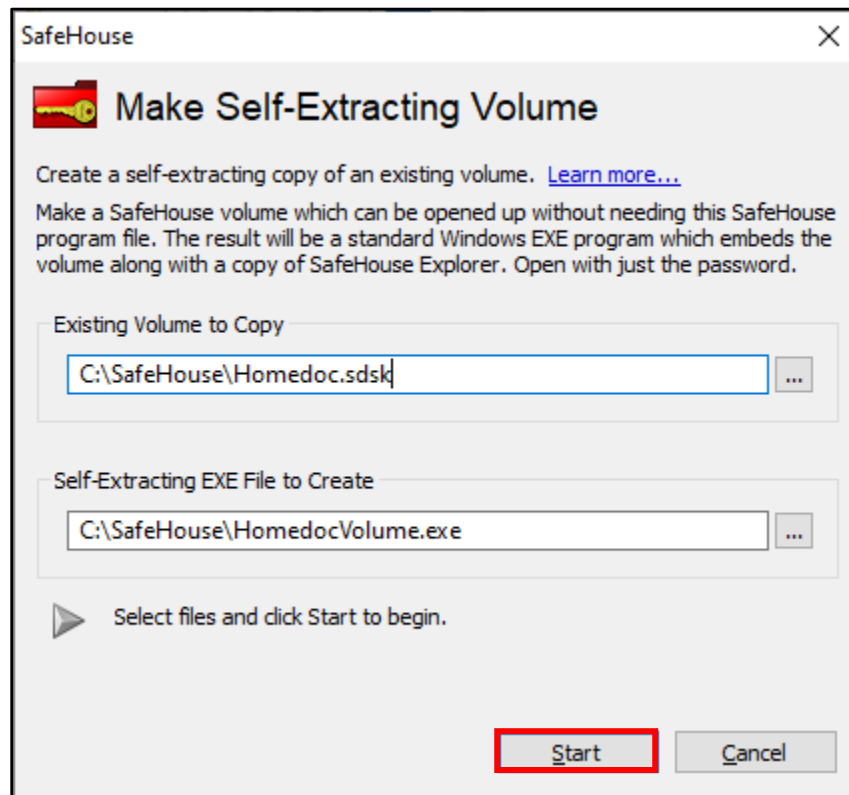 SafeHouse
Make Self-Extracting Volume
Create a self-extracting copy of an existing volume. Learn more...
Make a SafeHouse volume which can be opened up without needing this SafeHouse
program file. The result will be a standard Windows EXE program which embeds the
volume along with a copy of SafeHouse Explorer. Open with just the password.
Existing Volume to Copy
C:\SafeHouse\Homedoc.sdsk
...
Self-Extracting EXE File to Create
C:\SafeHouse\HomedocVolume.exe
...
Select files and click Start to begin.
Start Cancel